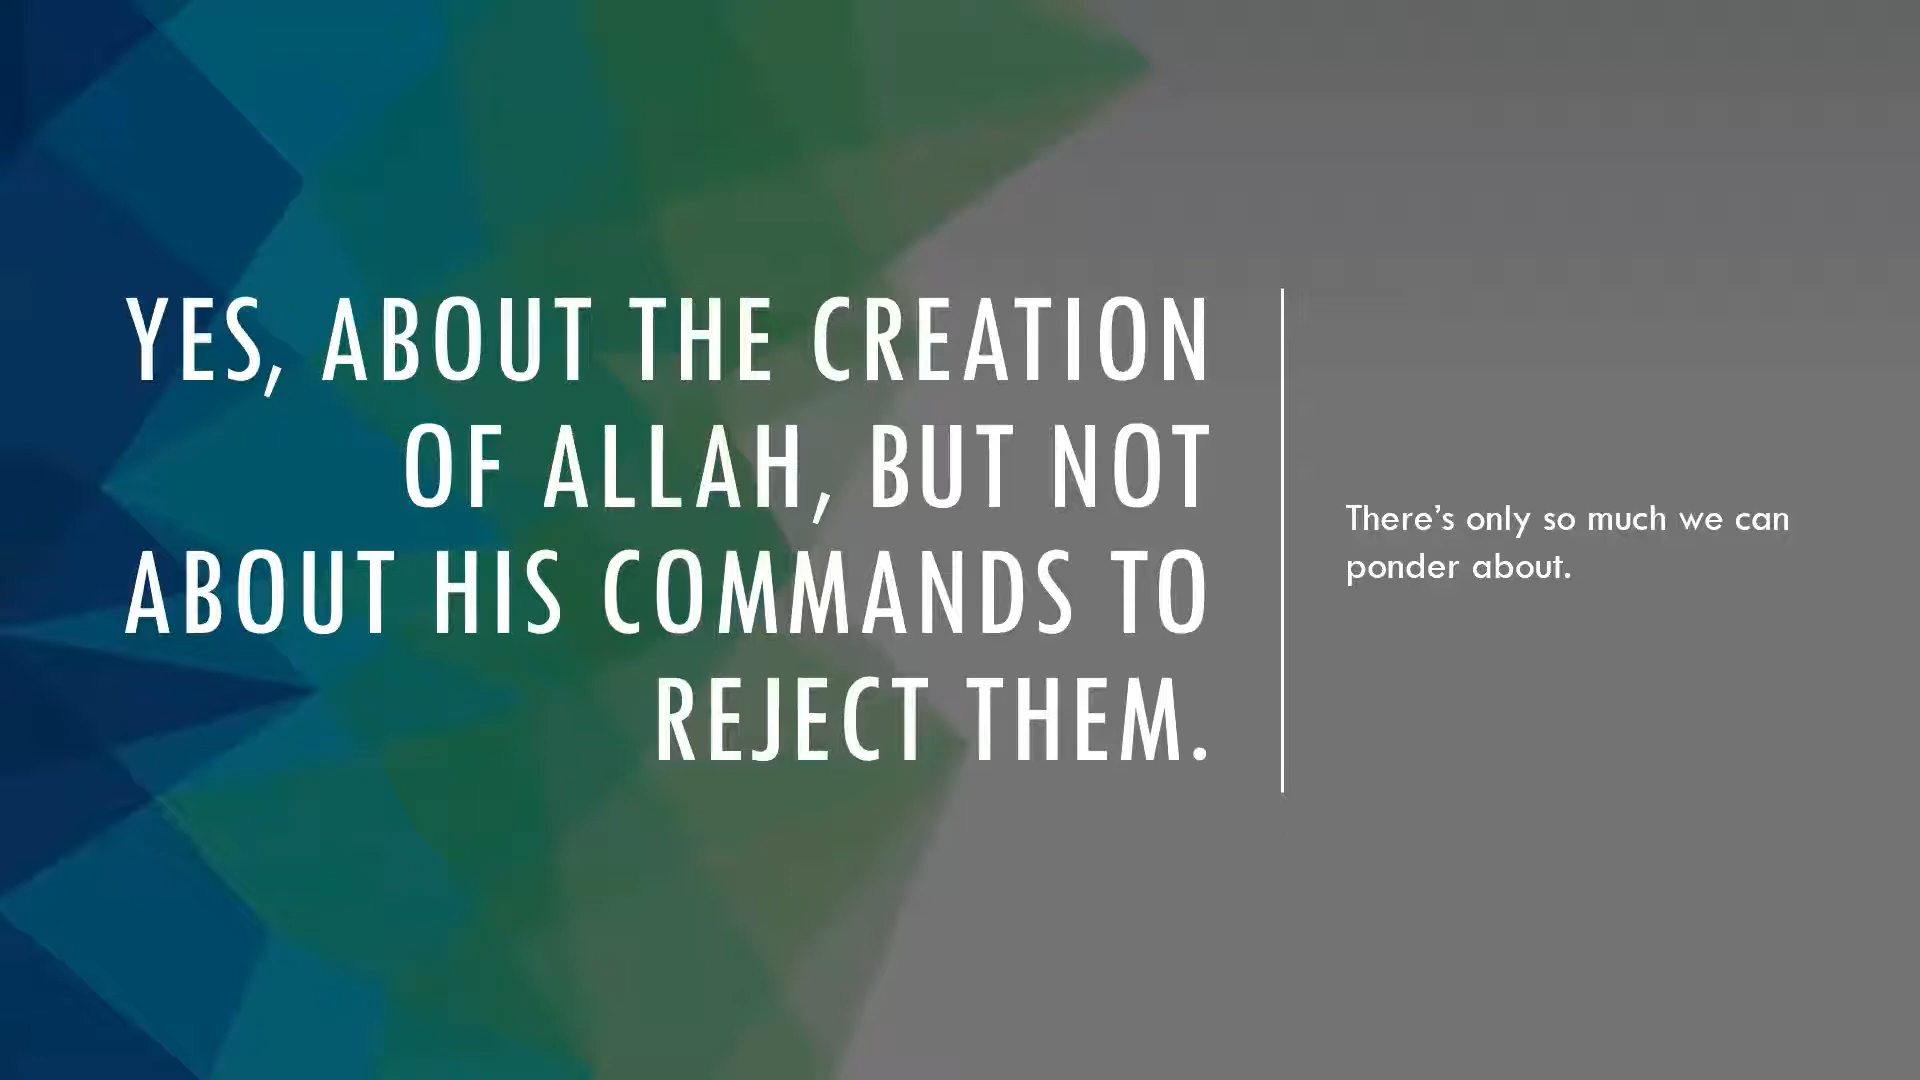 YES, ABOUT THE CREATION
OF ALLAH, BUT NOT
ABOUT HIS COMMANDS TO
REJECT THEM.
There's only so much we can
ponder about.